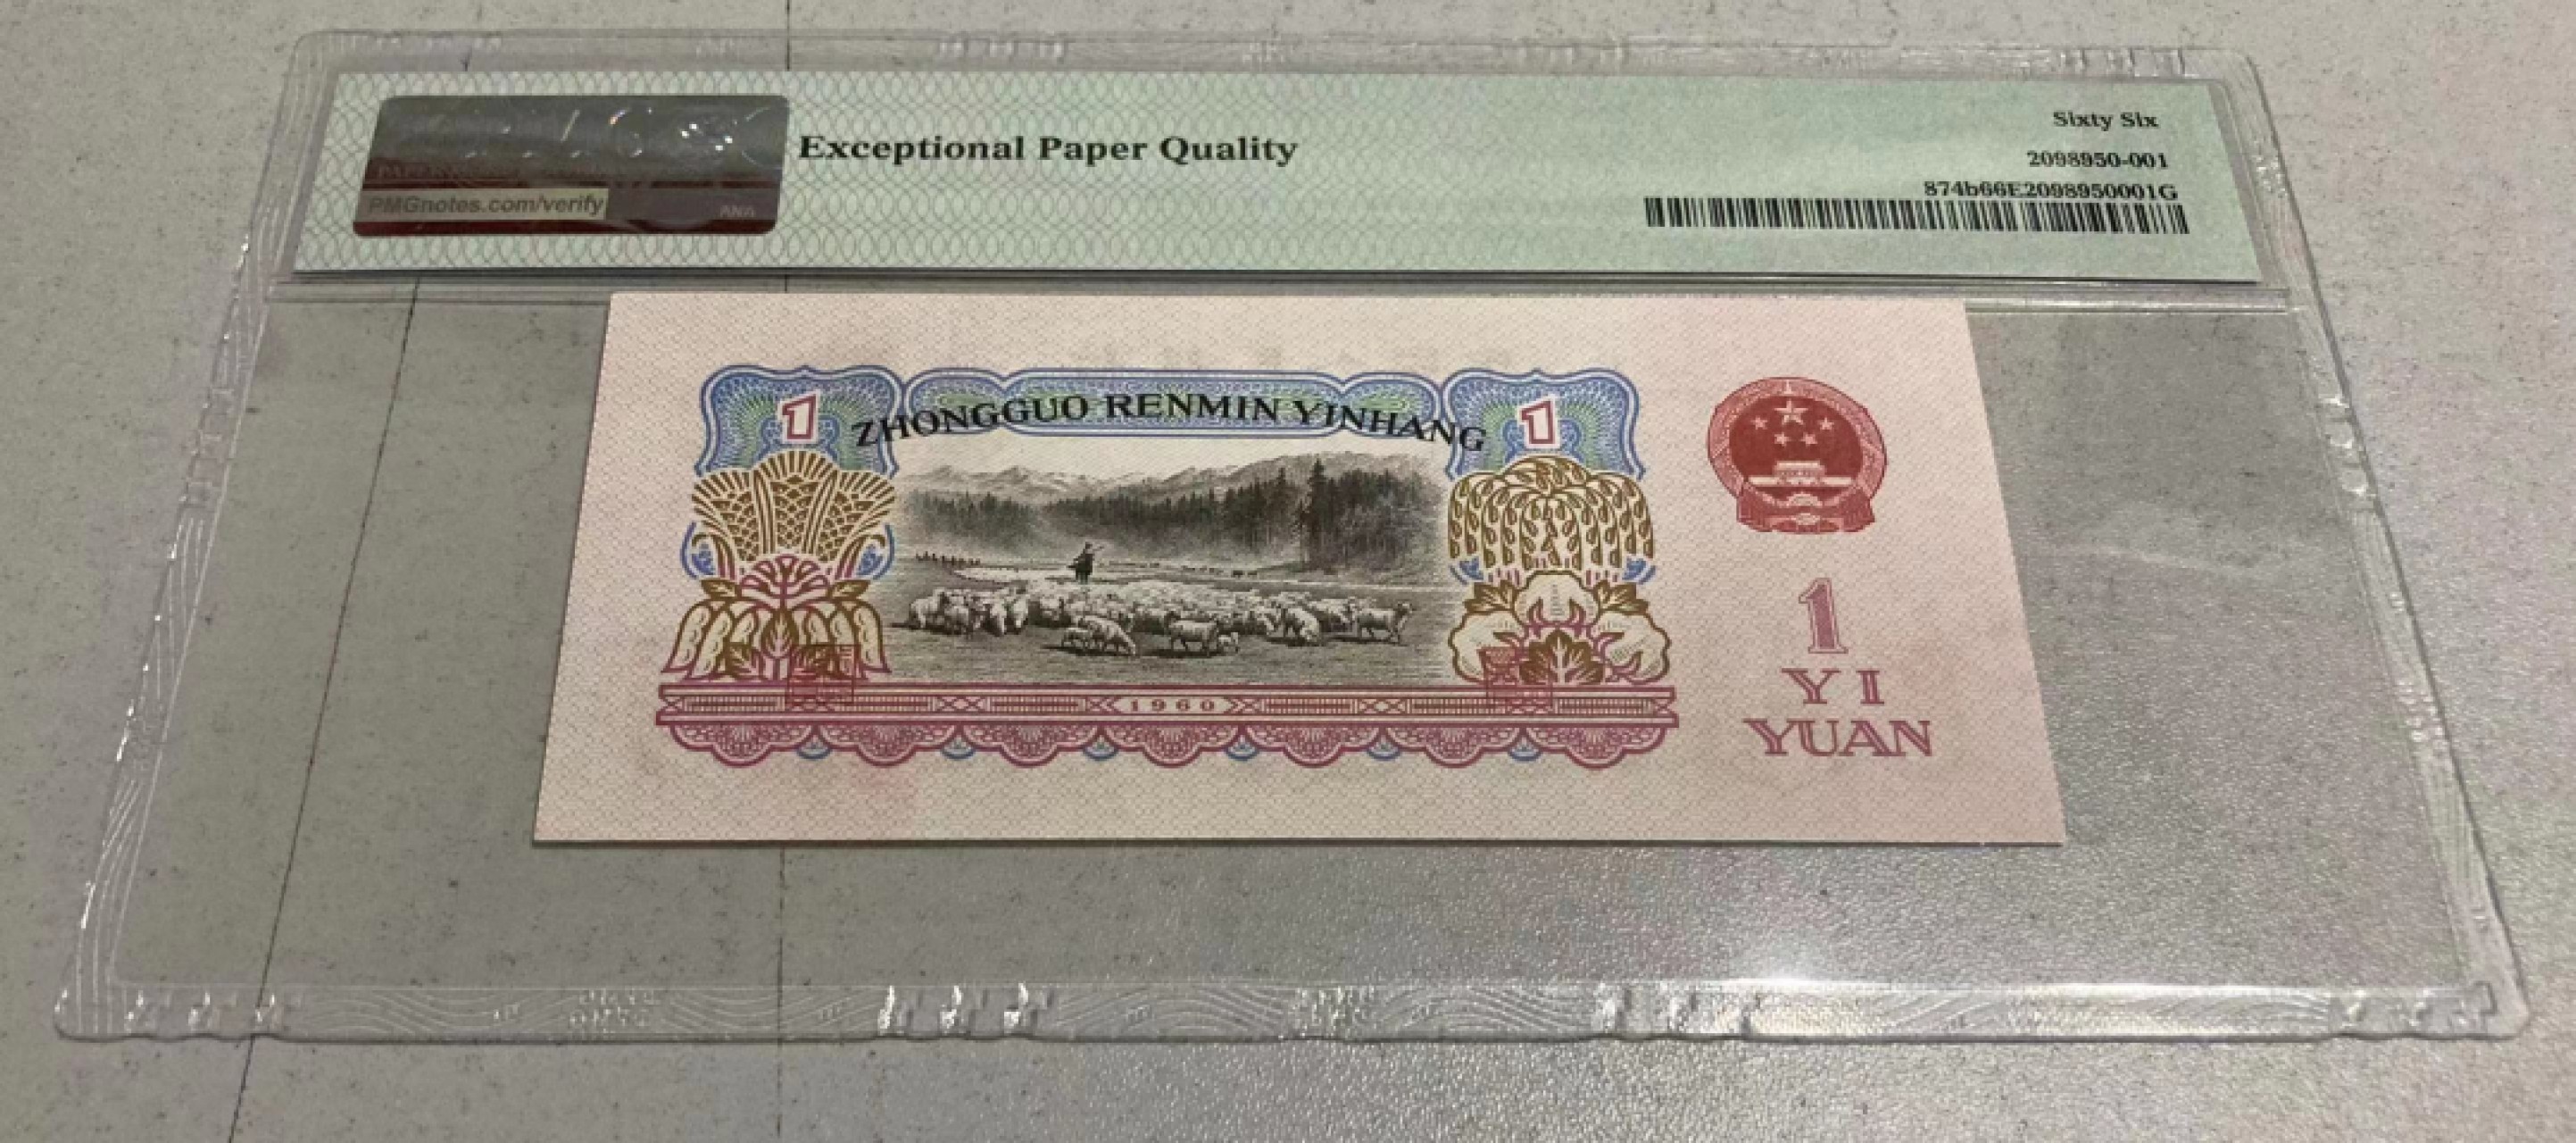 Exceptional Paper Quality
Sixty Six
2098950-001
874b66E2098950001G
PMGnotes.com/verify
ANA
1 ZHONGGUO RENMIN YINHANG 1
1960
1
YI
YUAN